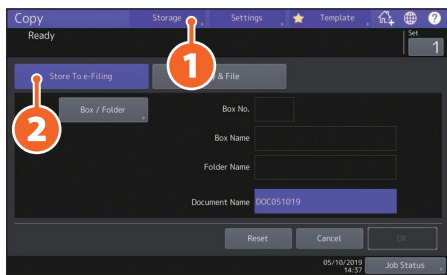 Copy Storage Settings Template
Ready Set
1
1
Store To e-Filing & File
2
Box / Folder Box No.
Box Name
Folder Name
Document Name DOC051019
Reset Cancel OK
05/10/2019
14:37 Job Status